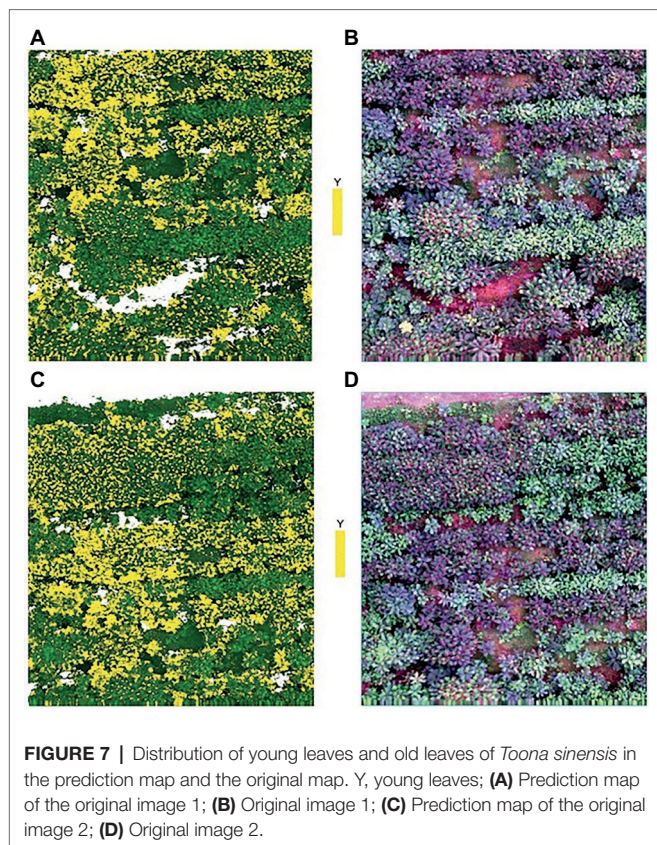 A
B
Y
C
D
Y
FIGURE 7 | Distribution of young leaves and old leaves of Toona sinensis in
the prediction map and the original map. Y, young leaves; (A) Prediction map
of the original image 1; (B) Original image 1; (C) Prediction map of the original
image 2; (D) Original image 2.